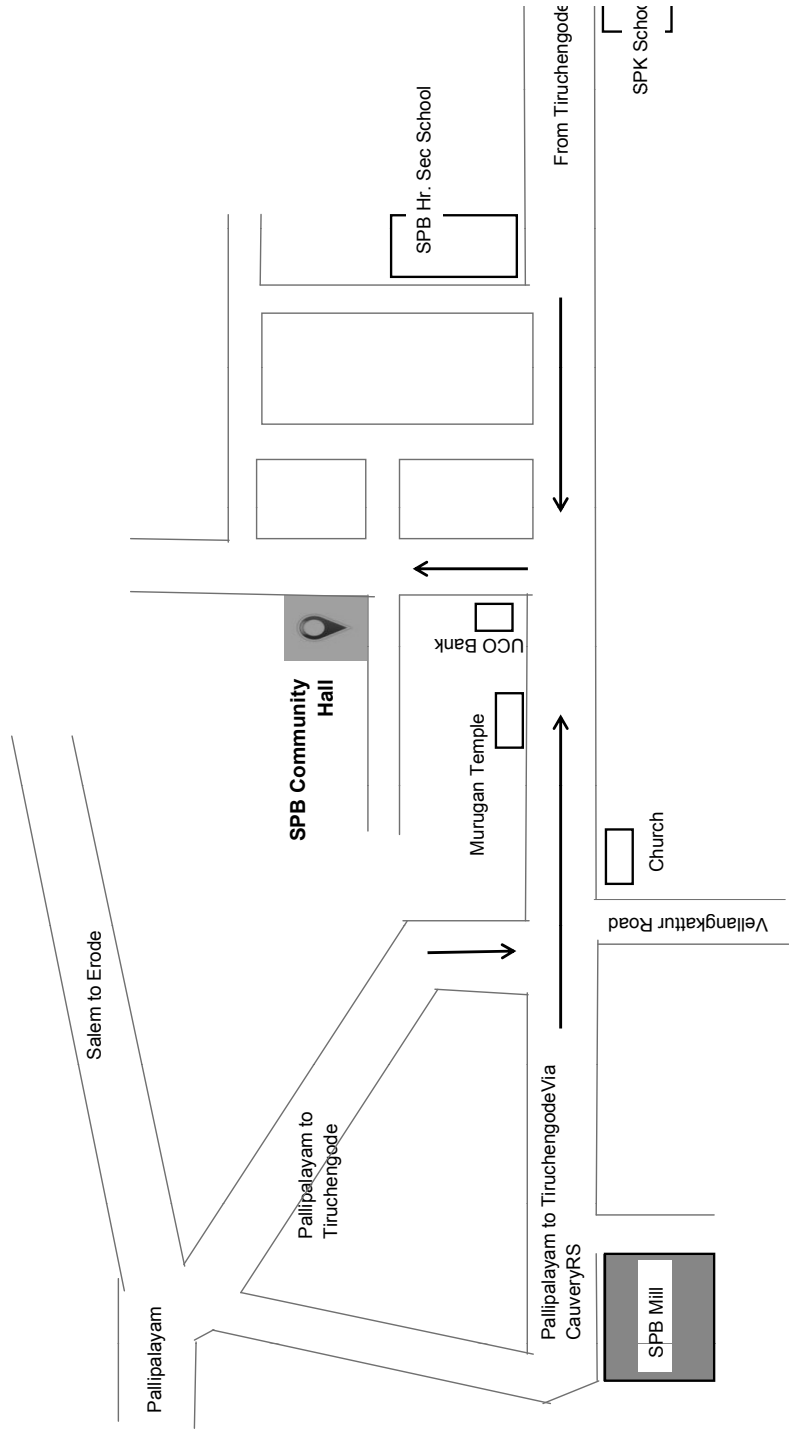 Salem to Erode
Pallipalayam
Pallipalayam to
Tiruchengode
SPB Community
Hall
Pallipalayam to TiruchengodeVia
CauveryRS
SPB Mill
Vellangkattur Road
Church
Murugan Temple
UCO Bank
SPB Hr. Sec School
From Tiruchengode
SPK Schoo